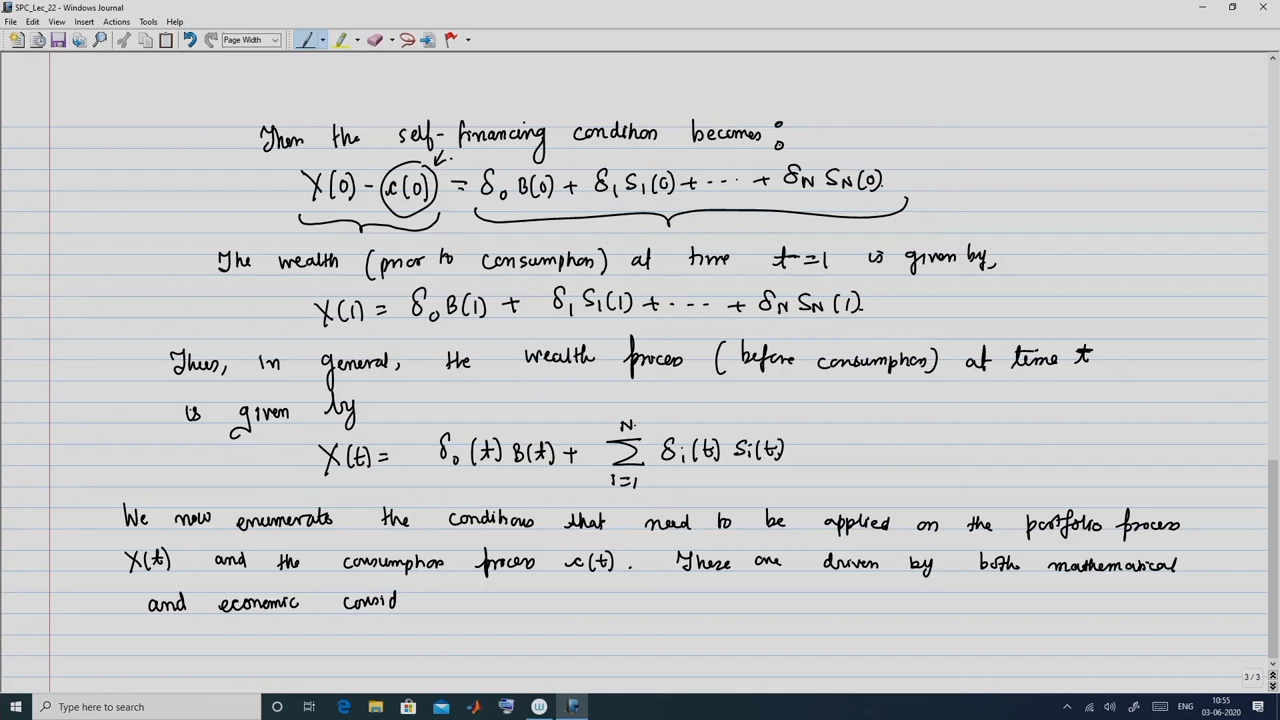 SPC_Lec_22 - Windows Journal
File Edit View Insert Actions Tools Help
Page Width
Then the self-financing condition becomes:
X(0) - c(0) = δ₀ B(0) + δ₁ S₁(0) + ... + δN SN(0).
The wealth (prior to consumption) at time t=1 is given by,
X(1) = δ₀ B(1) + δ₁ S₁(1) + ... + δN SN(1).
Thus, in general, the wealth process (before consumption) at time t
is given by
X(t) = δ₀(t) B(t) + ∑_{i=1}^{N} δi(t) Si(t)
We now enumerate the conditions that need to be applied on the portfolio process
X(t) and the consumption process c(t). These are driven by both mathematical
and economic consid
3 / 3
Type here to search
ENG
10:55
03-06-2020